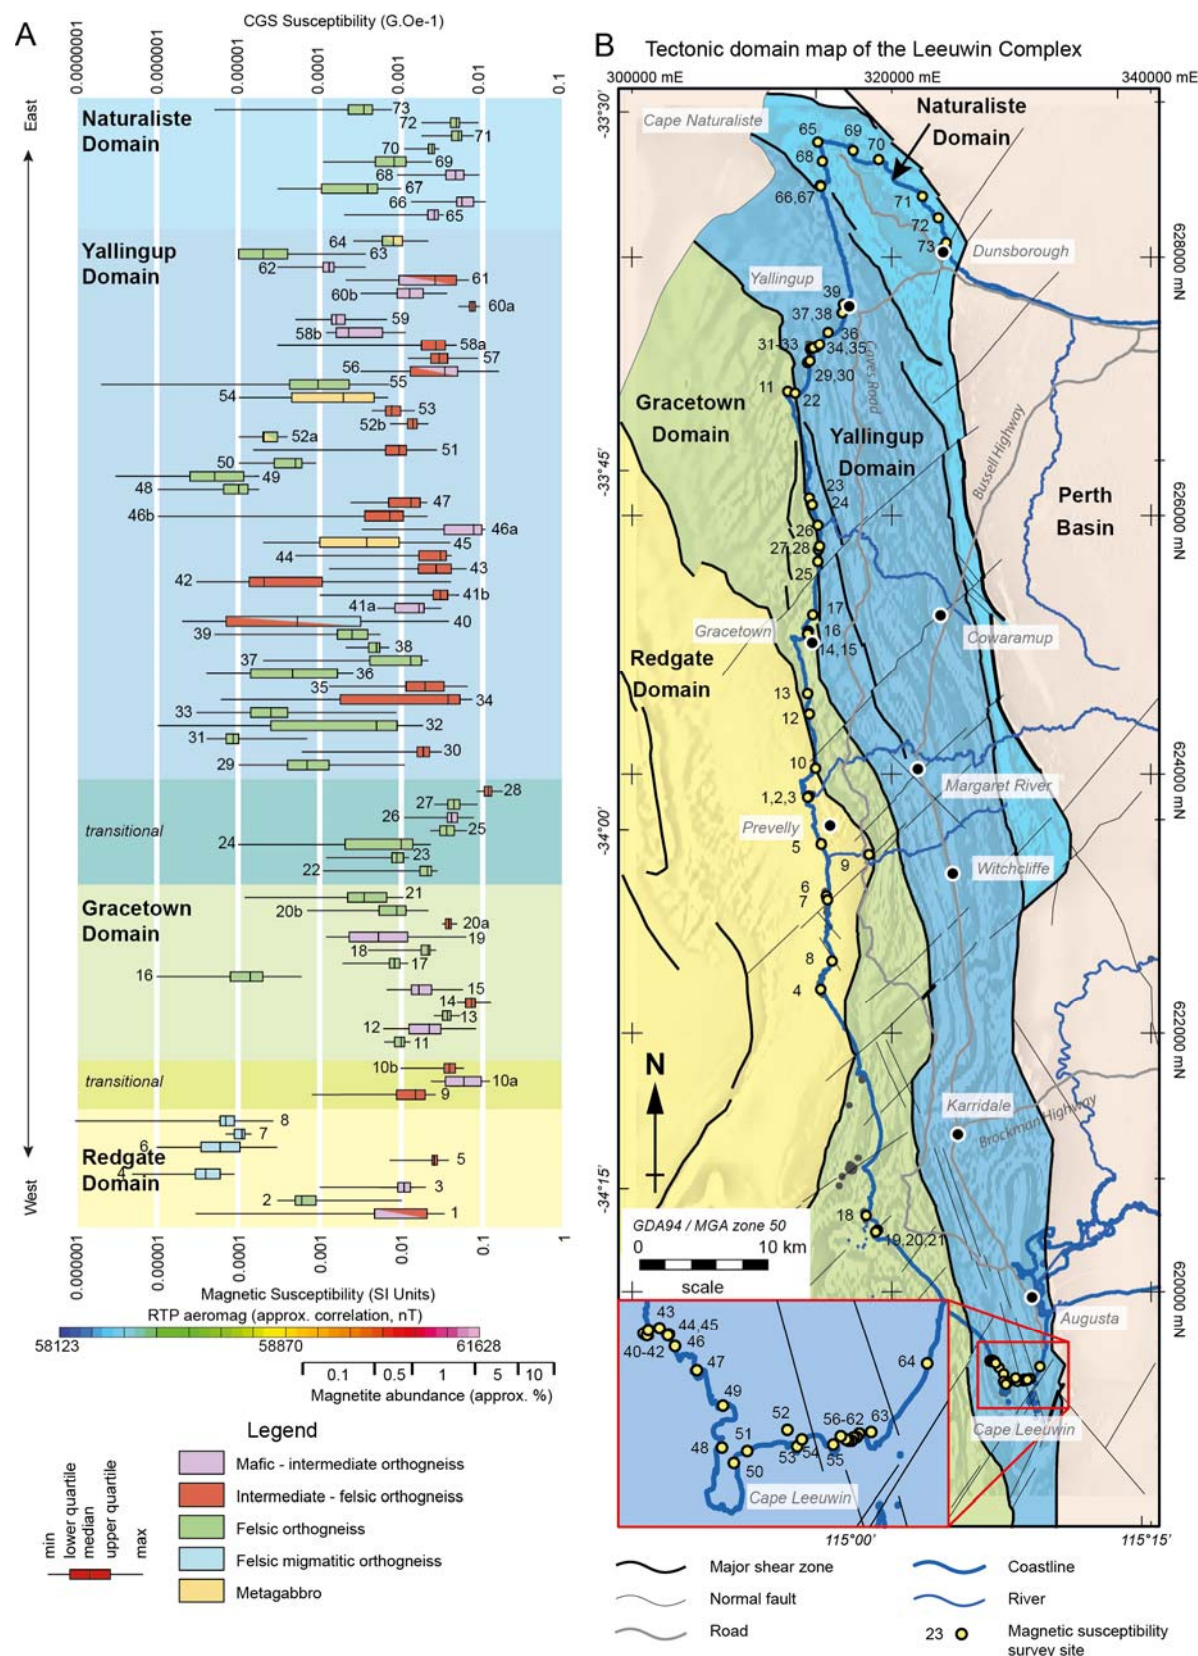 A
CGS Susceptibility (G.Oe-1)
0.0000001
0.000001
0.00001
0.0001
0.001
0.01
0.1
East
West
Naturaliste
Domain
73
72
71
70
69
68
67
66
65
Yallingup
Domain
64
63
62
61
60b
60a
59
58b
58a
57
56
55
54
53
52b
52a
51
50
49
48
47
46b
46a
45
44
43
42
41b
41a
40
39
38
37
36
35
34
33
32
31
30
29
transitional
28
27
26
25
24
23
22
Gracetown
Domain
21
20b
20a
19
18
17
16
15
14
13
12
11
transitional
10b
10a
9
Redgate
Domain
8
7
6
5
4
3
2
1
0.000001
0.00001
0.0001
0.001
0.01
0.1
1
Magnetic Susceptibility (SI Units)
RTP aeromag (approx. correlation, nT)
58123
58870
61628
0.1
1
5
10
Magnetite abundance (approx. %)
Legend
min
lower quartile
median
upper quartile
max
Mafic - intermediate orthogneiss
Intermediate - felsic orthogneiss
Felsic orthogneiss
Felsic migmatitic orthogneiss
Metagabbro
B
Tectonic domain map of the Leeuwin Complex
300000 mE
320000 mE
340000 mE
-33°30'
-33°45'
-34°00'
-34°15'
6280000 mN
6260000 mN
6240000 mN
6220000 mN
6200000 mN
Cape Naturaliste
Naturaliste
Domain
65
69
70
68
66,67
71
72
73
Dunsborough
Yallingup
39
37,38
36
31-33
34,35
29,30
11
22
Caves Road
Gracetown
Domain
Yallingup
Domain
Bussell Highway
Perth
Basin
23
24
26
27,28
25
17
Gracetown
16
14,15
Cowaramup
Redgate
Domain
13
12
10
1,2,3
Margaret River
Prevelly
5
9
Witchcliffe
6
7
8
4
N
Karridale
Brockman Highway
18
19,20,21
GDA94 / MGA zone 50
0
10 km
scale
Augusta
Cape Leeuwin
43
44,45
40-42
46
47
64
49
52
56-62
63
48
51
53
54
55
50
Cape Leeuwin
115°00'
115°15'
Major shear zone
Normal fault
Road
Coastline
River
23
Magnetic susceptibility
survey site